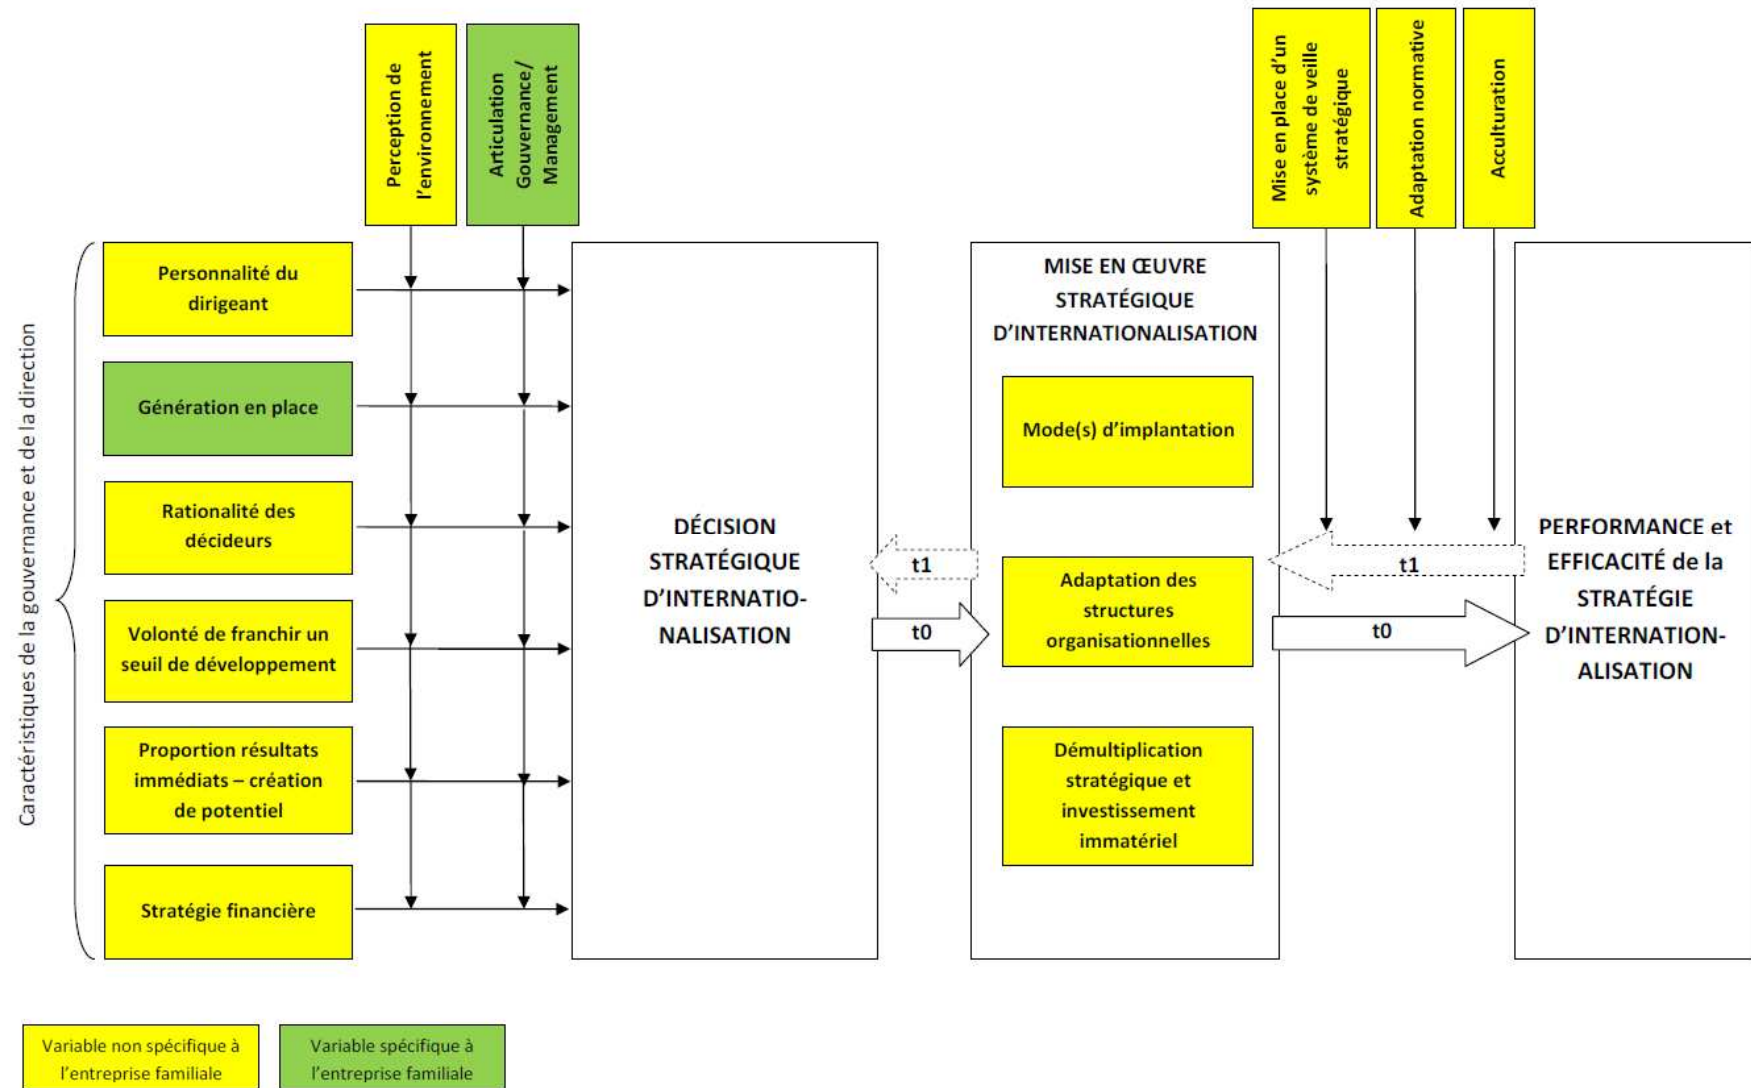 Perception de
l'environnement
Articulation
Gouvernance/
Management
Mise en place d'un
système de veille
stratégique
Adaptation normative
Acculturation
Caractéristiques de la gouvernance et de la direction
Personnalité du
dirigeant
Génération en place
Rationalité des
décideurs
Volonté de franchir un
seuil de développement
Proportion résultats
immédiats – création
de potentiel
Stratégie financière
DÉCISION
STRATÉGIQUE
D'INTERNATIO-
NALISATION
t1
t0
MISE EN ŒUVRE
STRATÉGIQUE
D'INTERNATIONALISATION
Mode(s) d'implantation
Adaptation des
structures
organisationnelles
Démultiplication
stratégique et
investissement
immatériel
t1
t0
PERFORMANCE et
EFFICACITÉ de la
STRATÉGIE
D'INTERNATION-
ALISATION
Variable non spécifique à
l'entreprise familiale
Variable spécifique à
l'entreprise familiale